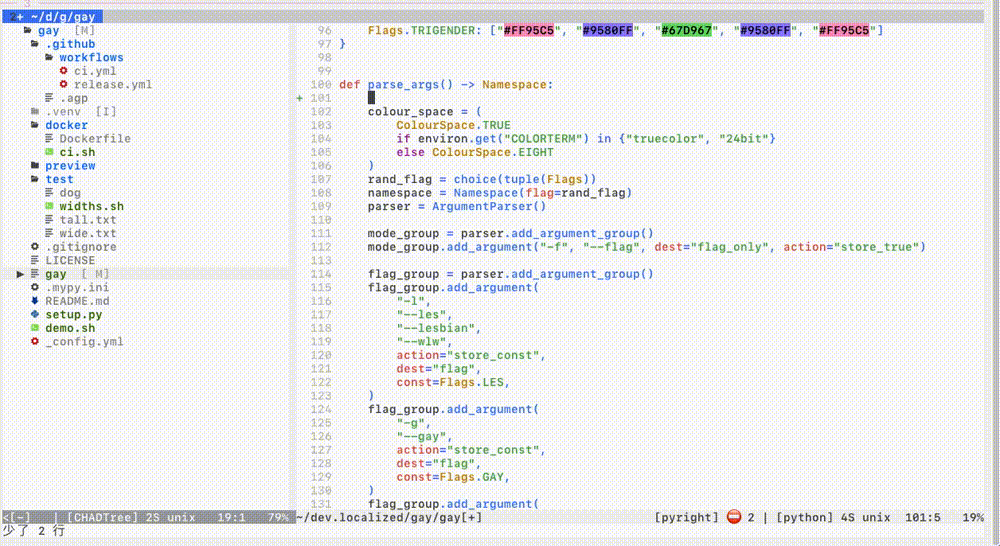 3
2+ ~/d/g/gay
gay [M]
.github
workflows
ci.yml
release.yml
.agp
.venv [I]
docker
Dockerfile
ci.sh
preview
test
dog
widths.sh
tall.txt
wide.txt
.gitignore
LICENSE
gay [ M]
.mypy.ini
README.md
setup.py
demo.sh
_config.yml
96 Flags.TRIGENDER: ["#FF95C5", "#9580FF", "#67D967", "#9580FF", "#FF95C5"]
97 }
98
99
100 def parse_args() -> Namespace:
+ 101
102 colour_space = (
103 ColourSpace.TRUE
104 if environ.get("COLORTERM") in {"truecolor", "24bit"}
105 else ColourSpace.EIGHT
106 )
107 rand_flag = choice(tuple(Flags))
108 namespace = Namespace(flag=rand_flag)
109 parser = ArgumentParser()
110
111 mode_group = parser.add_argument_group()
112 mode_group.add_argument("-f", "--flag", dest="flag_only", action="store_true")
113
114 flag_group = parser.add_argument_group()
115 flag_group.add_argument(
116 "-l",
117 "--les",
118 "--lesbian",
119 "--wlw",
120 action="store_const",
121 dest="flag",
122 const=Flags.LES,
123 )
124 flag_group.add_argument(
125 "-g",
126 "--gay",
127 action="store_const",
128 dest="flag",
129 const=Flags.GAY,
130 )
131 flag_group.add_argument(
<[-] | [CHADTree] 2S unix 19:1 79%
~/dev.localized/gay/gay[+] [pyright] ⛔ 2 | [python] 4S unix 101:5 19%
少了 2 行